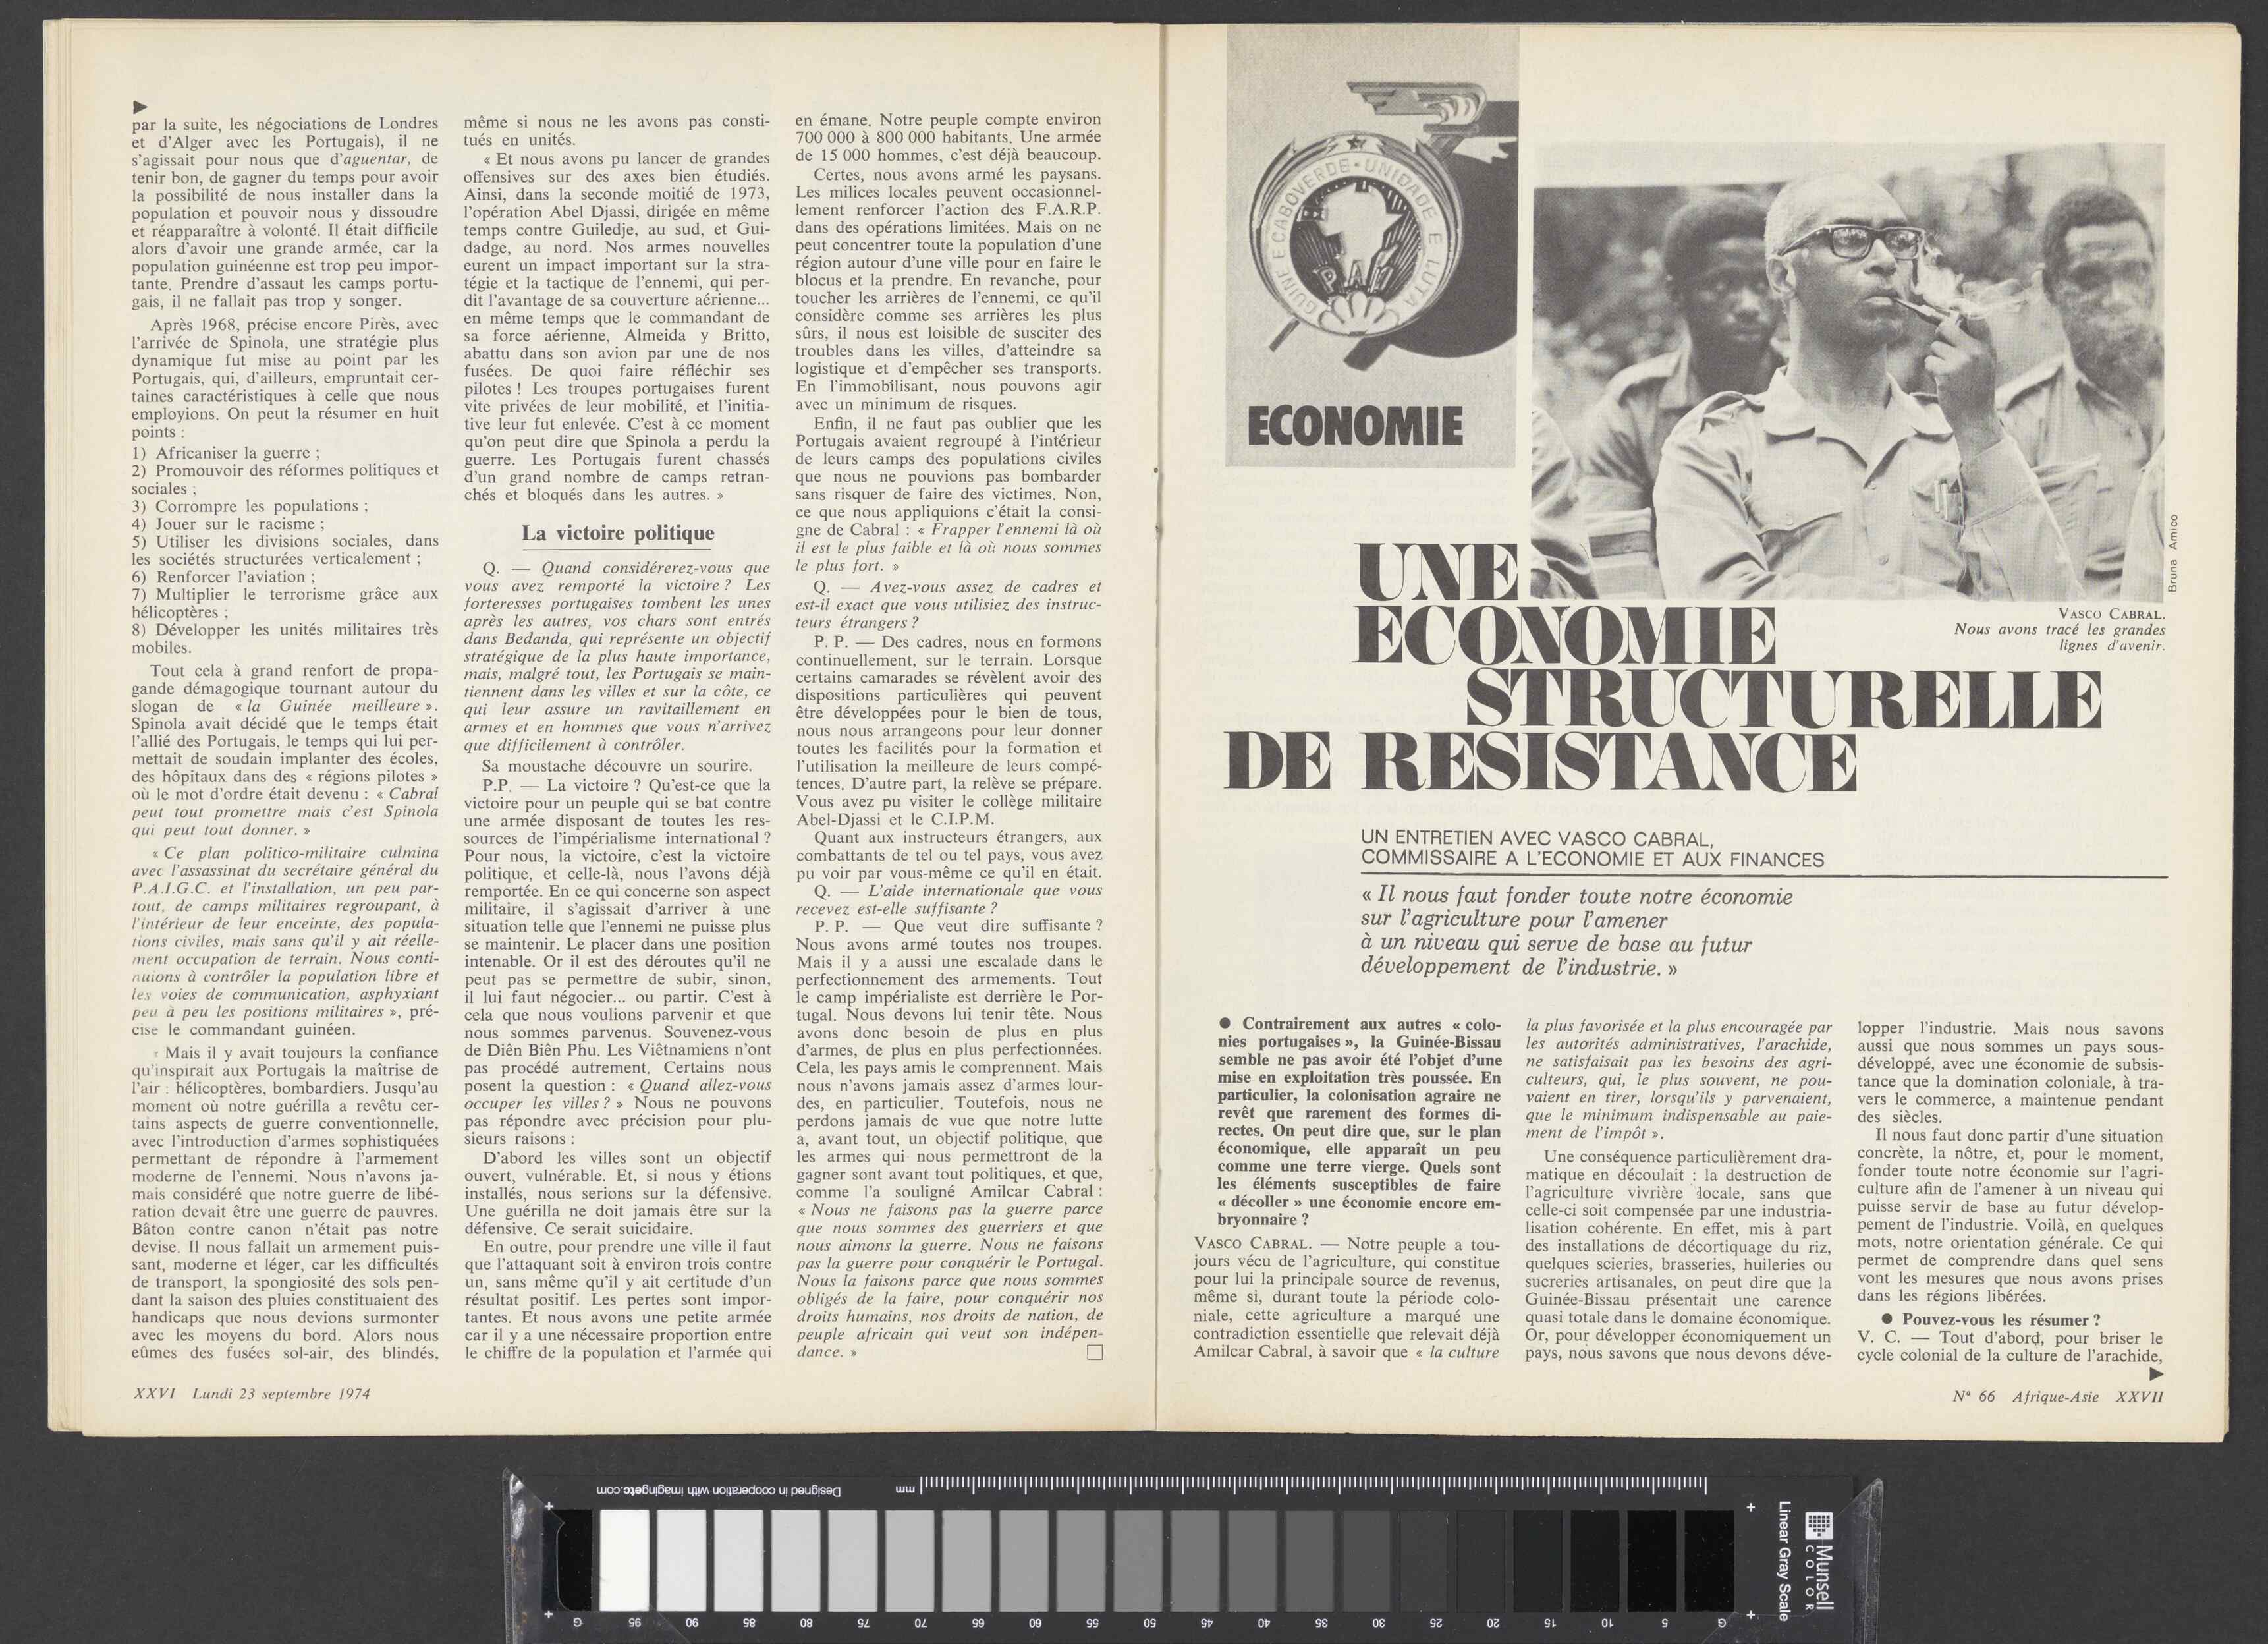 par la suite, les négociations de Londres
et d'Alger avec les Portugais), il ne
s'agissait pour nous que d'aguentar, de
tenir bon, de gagner du temps pour avoir
la possibilité de nous installer dans la
population et pouvoir nous y dissoudre
et réapparaître à volonté. Il était difficile
alors d'avoir une grande armée, car la
population guinéenne est trop peu impor-
tante. Prendre d'assaut les camps portu-
gais, il ne fallait pas trop y songer.
Après 1968, précise encore Pirès, avec
l'arrivée de Spinola, une stratégie plus
dynamique fut mise au point par les
Portugais, qui, d'ailleurs, empruntait cer-
taines caractéristiques à celle que nous
employions. On peut la résumer en huit
points :
1) Africaniser la guerre ;
2) Promouvoir des réformes politiques et
sociales ;
3) Corrompre les populations ;
4) Jouer sur le racisme ;
5) Utiliser les divisions sociales, dans
les sociétés structurées verticalement ;
6) Renforcer l'aviation ;
7) Multiplier le terrorisme grâce aux
hélicoptères ;
8) Développer les unités militaires très
mobiles.
Tout cela à grand renfort de propa-
gande démagogique tournant autour du
slogan de « la Guinée meilleure ».
Spinola avait décidé que le temps était
l'allié des Portugais, le temps qui lui per-
mettait de soudain implanter des écoles,
des hôpitaux dans des « régions pilotes »
où le mot d'ordre était devenu : « Cabral
peut tout promettre mais c'est Spinola
qui peut tout donner. »
« Ce plan politico-militaire culmina
avec l'assassinat du secrétaire général du
P.A.I.G.C. et l'installation, un peu par-
tout, de camps militaires regroupant, à
l'intérieur de leur enceinte, des popula-
tions civiles, mais sans qu'il y ait réelle-
ment occupation de terrain. Nous conti-
nuions à contrôler la population libre et
les voies de communication, asphyxiant
peu à peu les positions militaires », pré-
cise le commandant guinéen.
« Mais il y avait toujours la confiance
qu'inspirait aux Portugais la maîtrise de
l'air : hélicoptères, bombardiers. Jusqu'au
moment où notre guérilla a revêtu cer-
tains aspects de guerre conventionnelle,
avec l'introduction d'armes sophistiquées
permettant de répondre à l'armement
moderne de l'ennemi. Nous n'avons ja-
mais considéré que notre guerre de libé-
ration devait être une guerre de pauvres.
Bâton contre canon n'était pas notre
devise. Il nous fallait un armement puis-
sant, moderne et léger, car les difficultés
de transport, la spongiosité des sols pen-
dant la saison des pluies constituaient des
handicaps que nous devions surmonter
avec les moyens du bord. Alors nous
eûmes des fusées sol-air, des blindés,
même si nous ne les avons pas consti-
tués en unités.
« Et nous avons pu lancer de grandes
offensives sur des axes bien étudiés.
Ainsi, dans la seconde moitié de 1973,
l'opération Abel Djassi, dirigée en même
temps contre Guiledje, au sud, et Gui-
dadge, au nord. Nos armes nouvelles
eurent un impact important sur la stra-
tégie et la tactique de l'ennemi, qui per-
dit l'avantage de sa couverture aérienne...
en même temps que le commandant de
sa force aérienne, Almeida y Britto,
abattu dans son avion par une de nos
fusées. De quoi faire réfléchir ses
pilotes ! Les troupes portugaises furent
vite privées de leur mobilité, et l'initia-
tive leur fut enlevée. C'est à ce moment
qu'on peut dire que Spinola a perdu la
guerre. Les Portugais furent chassés
d'un grand nombre de camps retran-
chés et bloqués dans les autres. »
La victoire politique
Q. — Quand considérerez-vous que
vous avez remporté la victoire ? Les
forteresses portugaises tombent les unes
après les autres, vos chars sont entrés
dans Bedanda, qui représente un objectif
stratégique de la plus haute importance,
mais, malgré tout, les Portugais se main-
tiennent dans les villes et sur la côte, ce
qui leur assure un ravitaillement en
armes et en hommes que vous n'arrivez
que difficilement à contrôler.
Sa moustache découvre un sourire.
P.P. — La victoire ? Qu'est-ce que la
victoire pour un peuple qui se bat contre
une armée disposant de toutes les res-
sources de l'impérialisme international ?
Pour nous, la victoire, c'est la victoire
politique, et celle-là, nous l'avons déjà
remportée. En ce qui concerne son aspect
militaire, il s'agissait d'arriver à une
situation telle que l'ennemi ne puisse plus
se maintenir. Le placer dans une position
intenable. Or il est des déroutes qu'il ne
peut pas se permettre de subir, sinon,
il lui faut négocier... ou partir. C'est à
cela que nous voulions parvenir et que
nous sommes parvenus. Souvenez-vous
de Diên Biên Phu. Les Viêtnamiens n'ont
pas procédé autrement. Certains nous
posent la question : « Quand allez-vous
occuper les villes ? » Nous ne pouvons
pas répondre avec précision pour plu-
sieurs raisons :
D'abord les villes sont un objectif
ouvert, vulnérable. Et, si nous y étions
installés, nous serions sur la défensive.
Une guérilla ne doit jamais être sur la
défensive. Ce serait suicidaire.
En outre, pour prendre une ville il faut
que l'attaquant soit à environ trois contre
un, sans même qu'il y ait certitude d'un
résultat positif. Les pertes sont impor-
tantes. Et nous avons une petite armée
car il y a une nécessaire proportion entre
le chiffre de la population et l'armée qui
en émane. Notre peuple compte environ
700 000 à 800 000 habitants. Une armée
de 15 000 hommes, c'est déjà beaucoup.
Certes, nous avons armé les paysans.
Les milices locales peuvent occasionnel-
lement renforcer l'action des F.A.R.P.
dans des opérations limitées. Mais on ne
peut concentrer toute la population d'une
région autour d'une ville pour en faire le
blocus et la prendre. En revanche, pour
toucher les arrières de l'ennemi, ce qu'il
considère comme ses arrières les plus
sûrs, il nous est loisible de susciter des
troubles dans les villes, d'atteindre sa
logistique et d'empêcher ses transports.
En l'immobilisant, nous pouvons agir
avec un minimum de risques.
Enfin, il ne faut pas oublier que les
Portugais avaient regroupé à l'intérieur
de leurs camps des populations civiles
que nous ne pouvions pas bombarder
sans risquer de faire des victimes. Non,
ce que nous appliquions c'était la consi-
gne de Cabral : « Frapper l'ennemi là où
il est le plus faible et là où nous sommes
le plus fort. »
Q. — Avez-vous assez de cadres et
est-il exact que vous utilisiez des instruc-
teurs étrangers ?
P. P. — Des cadres, nous en formons
continuellement, sur le terrain. Lorsque
certains camarades se révèlent avoir des
dispositions particulières qui peuvent
être développées pour le bien de tous,
nous nous arrangeons pour leur donner
toutes les facilités pour la formation et
l'utilisation la meilleure de leurs compé-
tences. D'autre part, la relève se prépare.
Vous avez pu visiter le collège militaire
Abel-Djassi et le C.I.P.M.
Quant aux instructeurs étrangers, aux
combattants de tel ou tel pays, vous avez
pu voir par vous-même ce qu'il en était.
Q. — L'aide internationale que vous
recevez est-elle suffisante ?
P. P. — Que veut dire suffisante ?
Nous avons armé toutes nos troupes.
Mais il y a aussi une escalade dans le
perfectionnement des armements. Tout
le camp impérialiste est derrière le Por-
tugal. Nous devons lui tenir tête. Nous
avons donc besoin de plus en plus
d'armes, de plus en plus perfectionnées.
Cela, les pays amis le comprennent. Mais
nous n'avons jamais assez d'armes lour-
des, en particulier. Toutefois, nous ne
perdons jamais de vue que notre lutte
a, avant tout, un objectif politique, que
les armes qui nous permettront de la
gagner sont avant tout politiques, et que,
comme l'a souligné Amilcar Cabral :
« Nous ne faisons pas la guerre parce
que nous sommes des guerriers et que
nous aimons la guerre. Nous ne faisons
pas la guerre pour conquérir le Portugal.
Nous la faisons parce que nous sommes
obligés de la faire, pour conquérir nos
droits humains, nos droits de nation, de
peuple africain qui veut son indépen-
dance. »
XXVI Lundi 23 septembre 1974
GUINE E CABOVERDE · UNIDADE E LUTA
PAI
ECONOMIE
Bruna Amico
VASCO CABRAL.
Nous avons tracé les grandes
lignes d'avenir.
UNE
ECONOMIE
STRUCTURELLE
DE RESISTANCE
UN ENTRETIEN AVEC VASCO CABRAL,
COMMISSAIRE A L'ECONOMIE ET AUX FINANCES
« Il nous faut fonder toute notre économie
sur l'agriculture pour l'amener
à un niveau qui serve de base au futur
développement de l'industrie. »
● Contrairement aux autres « colo-
nies portugaises », la Guinée-Bissau
semble ne pas avoir été l'objet d'une
mise en exploitation très poussée. En
particulier, la colonisation agraire ne
revêt que rarement des formes di-
rectes. On peut dire que, sur le plan
économique, elle apparaît un peu
comme une terre vierge. Quels sont
les éléments susceptibles de faire
« décoller » une économie encore em-
bryonnaire ?
VASCO CABRAL. — Notre peuple a tou-
jours vécu de l'agriculture, qui constitue
pour lui la principale source de revenus,
même si, durant toute la période colo-
niale, cette agriculture a marqué une
contradiction essentielle que relevait déjà
Amilcar Cabral, à savoir que « la culture
la plus favorisée et la plus encouragée par
les autorités administratives, l'arachide,
ne satisfaisait pas les besoins des agri-
culteurs, qui, le plus souvent, ne pou-
vaient en tirer, lorsqu'ils y parvenaient,
que le minimum indispensable au paie-
ment de l'impôt ».
Une conséquence particulièrement dra-
matique en découlait : la destruction de
l'agriculture vivrière locale, sans que
celle-ci soit compensée par une industria-
lisation cohérente. En effet, mis à part
des installations de décortiquage du riz,
quelques scieries, brasseries, huileries ou
sucreries artisanales, on peut dire que la
Guinée-Bissau présentait une carence
quasi totale dans le domaine économique.
Or, pour développer économiquement un
pays, nous savons que nous devons déve-
lopper l'industrie. Mais nous savons
aussi que nous sommes un pays sous-
développé, avec une économie de subsis-
tance que la domination coloniale, à tra-
vers le commerce, a maintenue pendant
des siècles.
Il nous faut donc partir d'une situation
concrète, la nôtre, et, pour le moment,
fonder toute notre économie sur l'agri-
culture afin de l'amener à un niveau qui
puisse servir de base au futur dévelop-
pement de l'industrie. Voilà, en quelques
mots, notre orientation générale. Ce qui
permet de comprendre dans quel sens
vont les mesures que nous avons prises
dans les régions libérées.
● Pouvez-vous les résumer ?
V. C. — Tout d'abord, pour briser le
cycle colonial de la culture de l'arachide,
N° 66 Afrique-Asie XXVII
Designed in cooperation with imagingetc.com
mm
G 95 90 85 80 75 70 65 60 55 50 45 40 35 30 25 20 15 10 5 G
Linear Gray Scale
Munsell
COLOR